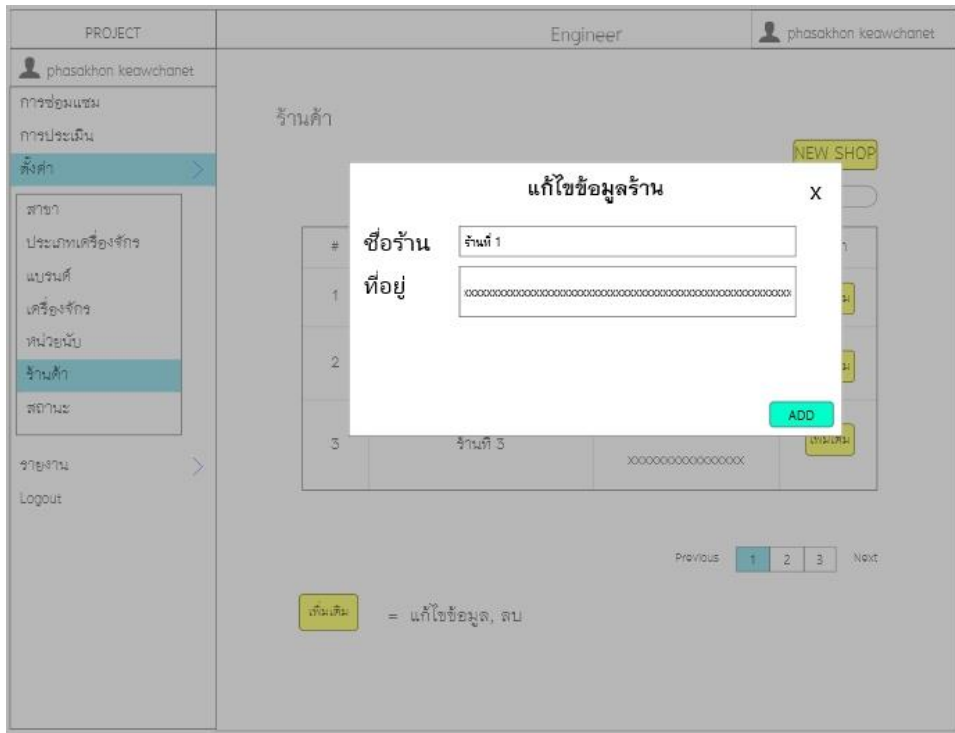 PROJECT
Engineer
phasakhon keawchanet
phasakhon keawchanet
การซ่อมแซม
การประเมิน
ตั้งค่า
สาขา
ประเภทเครื่องจักร
แบรนด์
เครื่องจักร
หน่วยนับ
ร้านค้า
สถานะ
รายงาน
Logout
ร้านค้า
NEW SHOP
แก้ไขข้อมูลร้าน
X
ชื่อร้าน
ร้านที่ 1
ที่อยู่
ADD
#
1
2
3
ร้านที่ 3
xxxxxxxxxxxxxxxxx
เพิ่มเติม
Previous
1
2
3
Next
เพิ่มเติม
= แก้ไขข้อมูล, ลบ